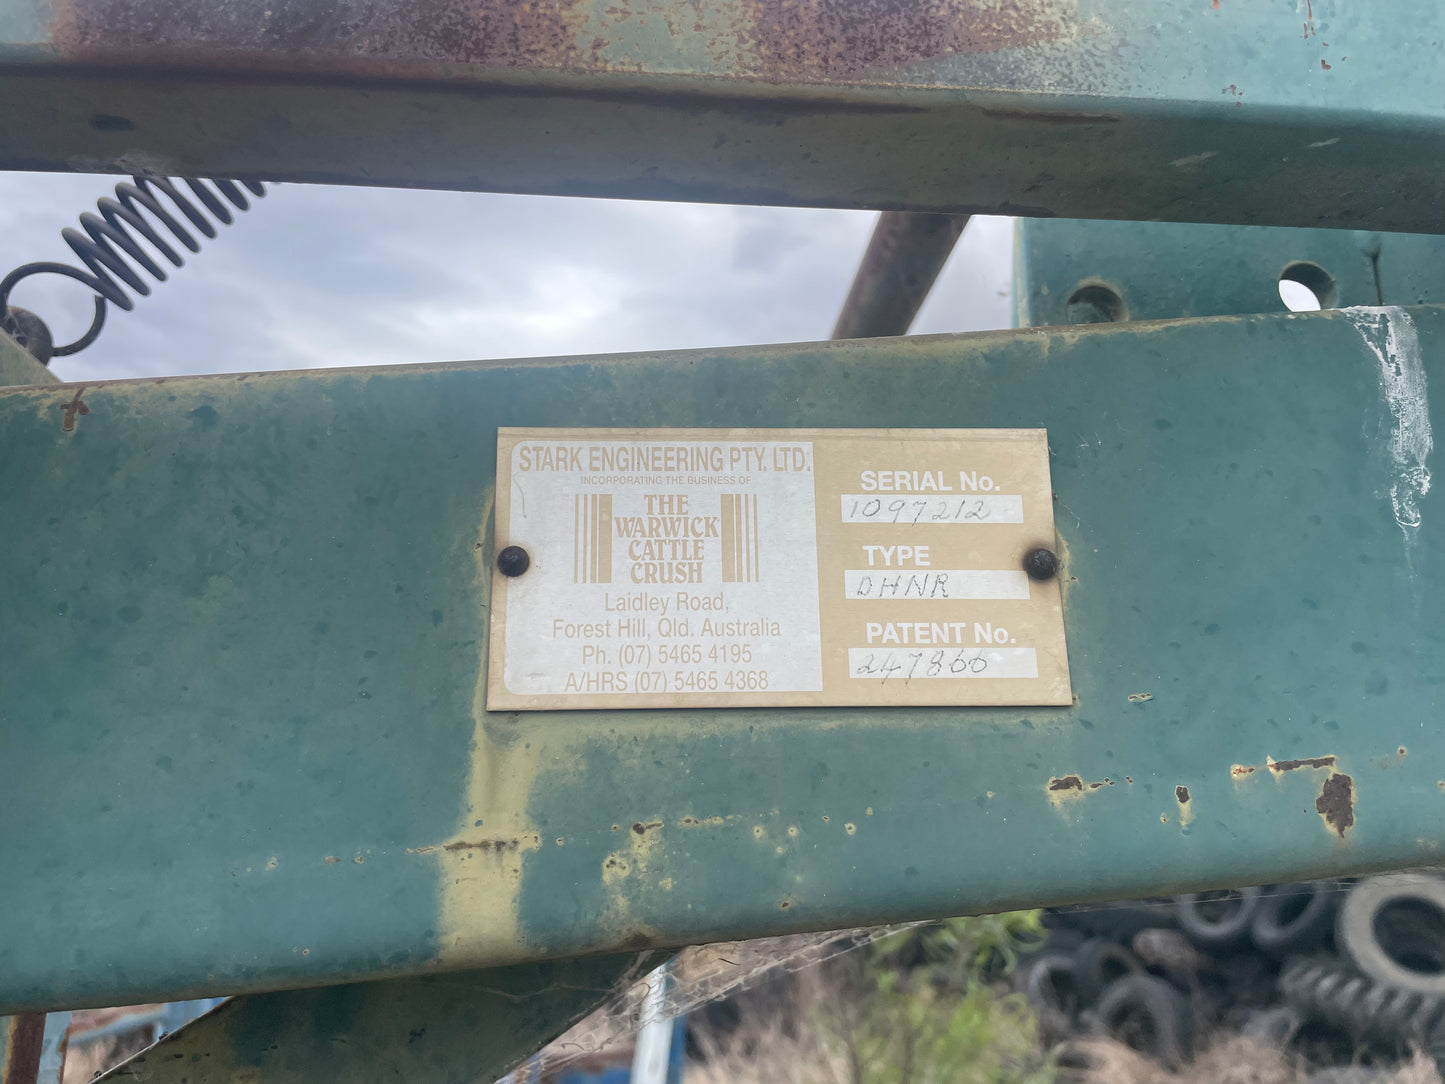 STARK ENGINEERING PTY. LTD.
INCORPORATING THE BUSINESS OF
THE
WARWICK
CATTLE
CRUSH
Laidley Road,
Forest Hill, Qld. Australia
Ph. (07) 5465 4195
A/HRS (07) 5465 4368
SERIAL No.
1097212
TYPE
DHNR
PATENT No.
247866